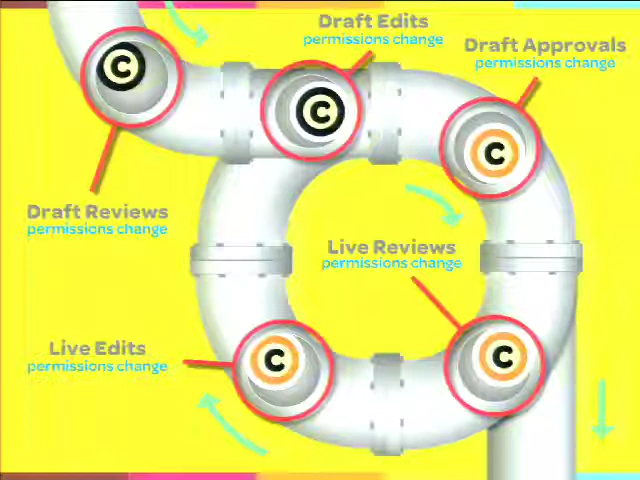 Draft Edits
permissions change
Draft Approvals
permissions change
C
C
C
Draft Reviews
permissions change
Live Reviews
permissions change
Live Edits
permissions change
C
C